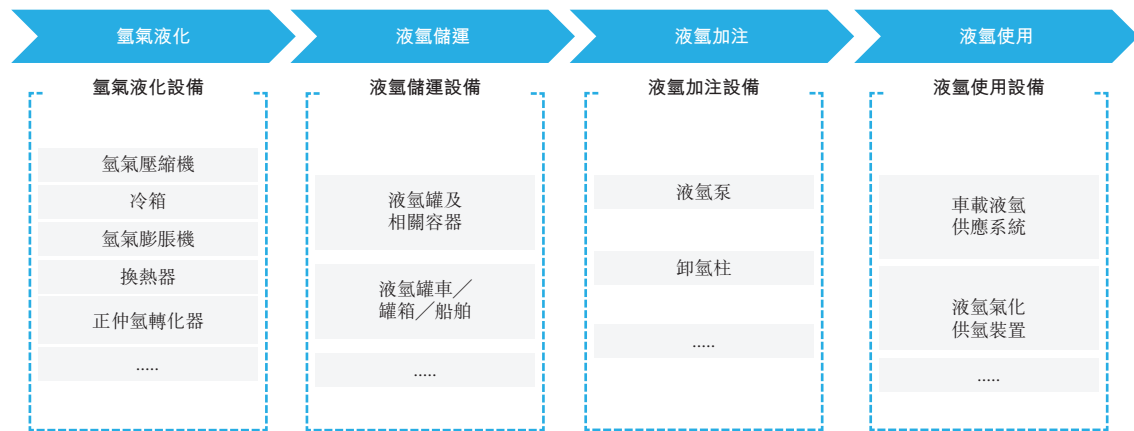 氫氣液化
液氫儲運
液氫加注
液氫使用
氫氣液化設備
液氫儲運設備
液氫加注設備
液氫使用設備
氫氣壓縮機
冷箱
氫氣膨脹機
換熱器
正仲氫轉化器
.....
液氫罐及
相關容器
液氫罐車╱
罐箱╱船舶
.....
液氫泵
卸氫柱
.....
車載液氫
供應系統
液氫氣化
供氫裝置
.....